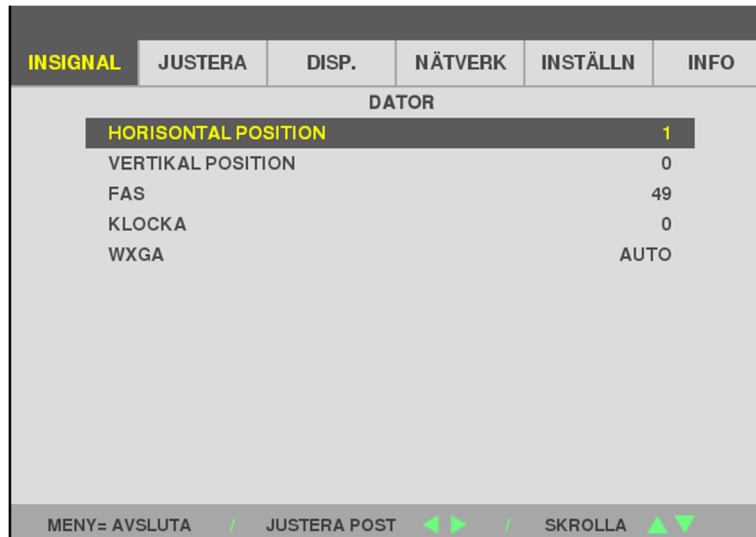 INSIGNAL JUSTERA DISP. NÄTVERK INSTÄLLN INFO
DATOR
HORISONTAL POSITION 1
VERTIKAL POSITION 0
FAS 49
KLOCKA 0
WXGA AUTO
MENY= AVSLUTA / JUSTERA POST ◀ ▶ / SKROLLA ▲ ▼